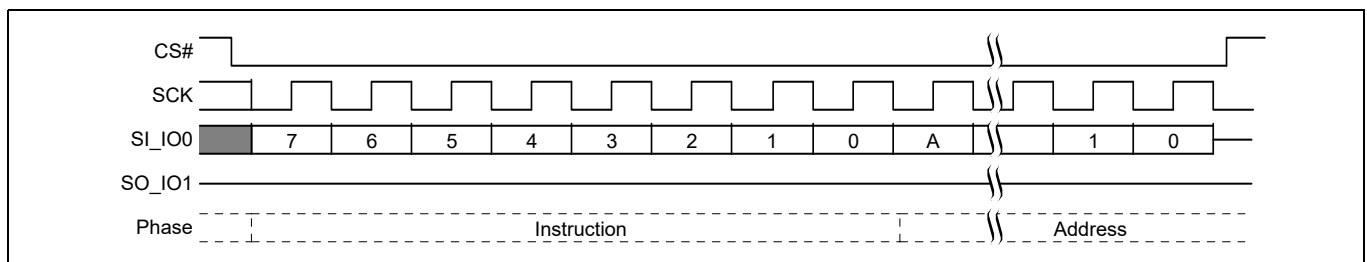 CS#
SCK
SI_IO0 7 6 5 4 3 2 1 0 A 1 0
SO_IO1
Phase Instruction Address